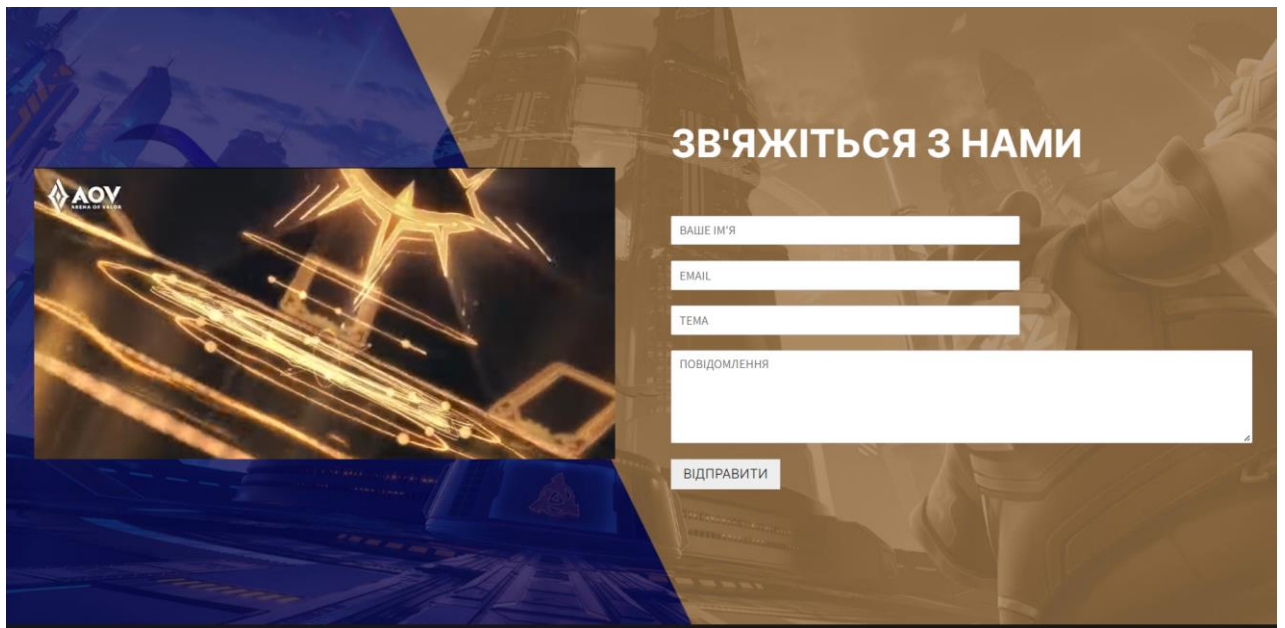 ЗВ'ЯЖІТЬСЯ З НАМИ
AOV
ARENA OF VALOR
ВАШЕ ІМ'Я
EMAIL
ТЕМА
ПОВІДОМЛЕННЯ
ВІДПРАВИТИ